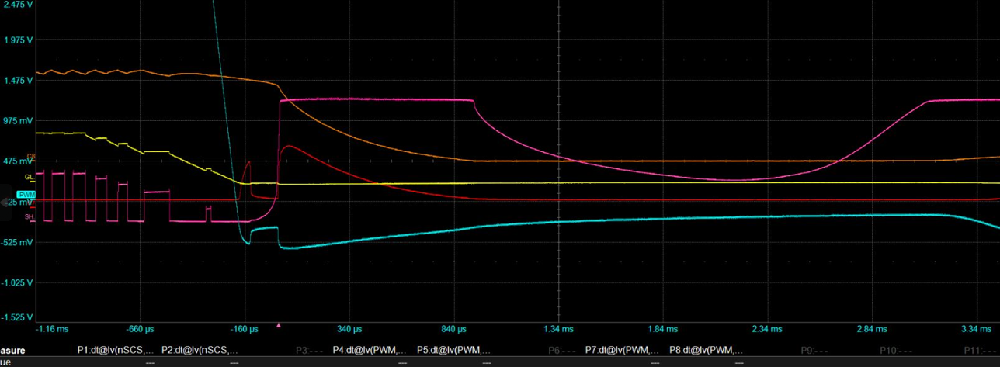 2.475 V
1.975 V
1.475 V
975 mV
C8
475 mV
GL
PWM
-25 mV
SH
-525 mV
-1.025 V
-1.525 V
-1.16 ms -660 µs -160 µs 340 µs 840 µs 1.34 ms 1.84 ms 2.34 ms 2.84 ms 3.34 ms
asure P1:dt@lv(nSCS,... P2:dt@lv(nSCS,... P3:--- P4:dt@lv(PWM,... P5:dt@lv(PWM,... P6:--- P7:dt@lv(PWM,... P8:dt@lv(PWM,... P9:--- P10:--- P11:---
ue --- --- --- --- --- ---